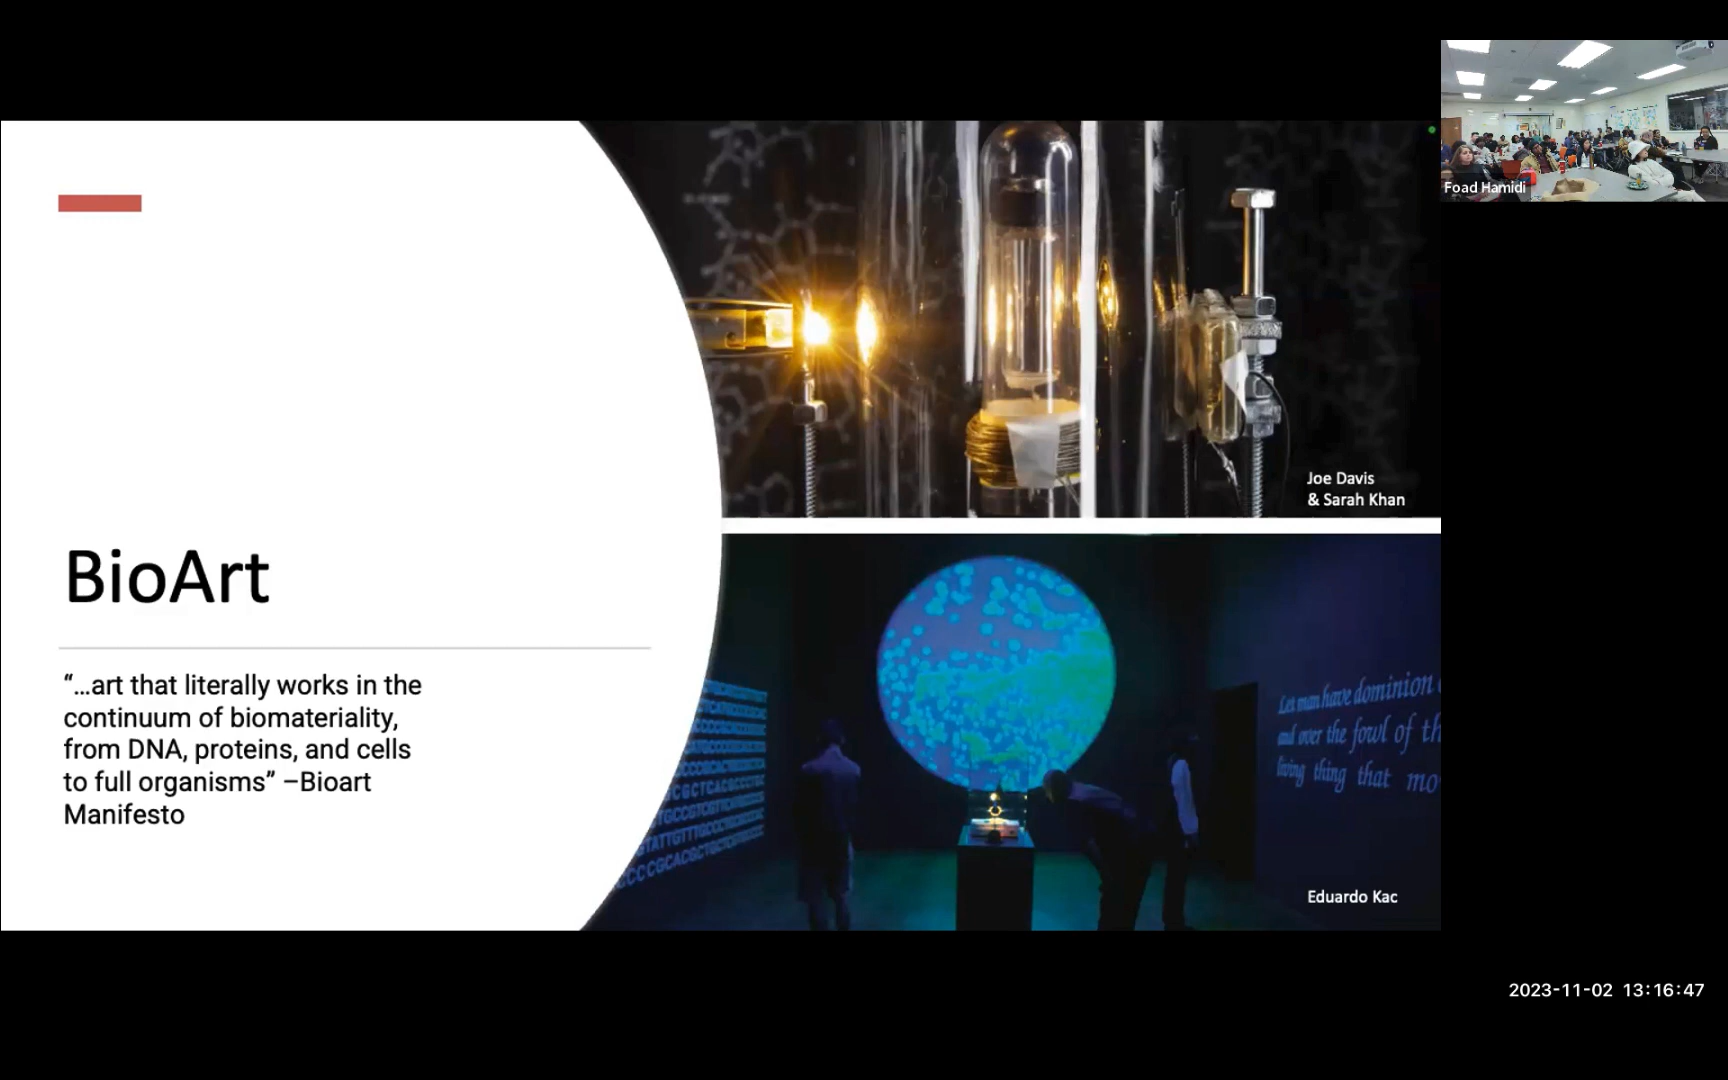 Foad Hamidi
BioArt
“...art that literally works in the
continuum of biomateriality,
from DNA, proteins, and cells
to full organisms” –Bioart
Manifesto
Joe Davis
& Sarah Khan
Let man have dominion
and over the fowl of th
living thing that mo
Eduardo Kac
2023-11-02 13:16:47